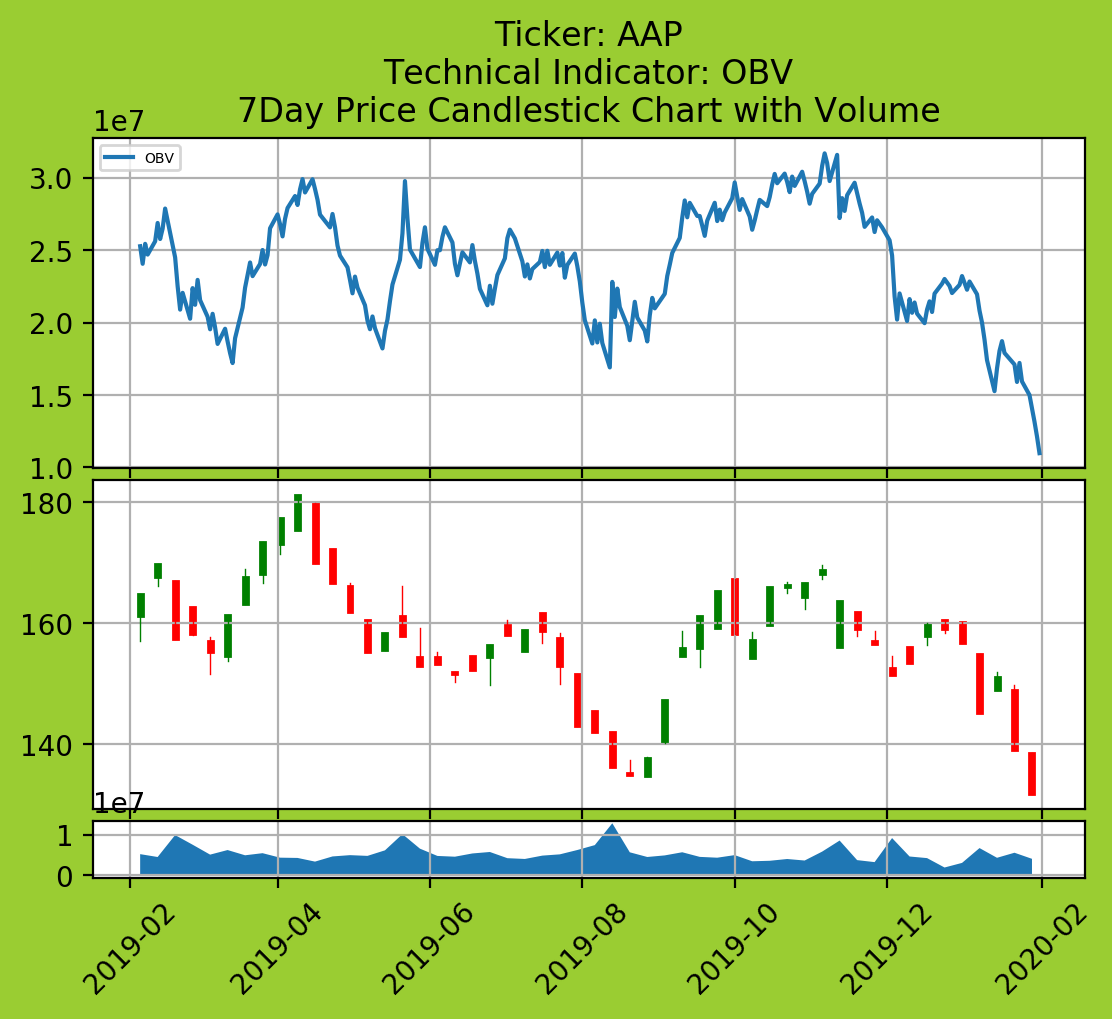 Ticker: AAP
Technical Indicator: OBV
7Day Price Candlestick Chart with Volume
1e7
OBV
3.0
2.5
2.0
1.5
1.0
180
160
140
1e7
1
0
2019-02
2019-04
2019-06
2019-08
2019-10
2019-12
2020-02